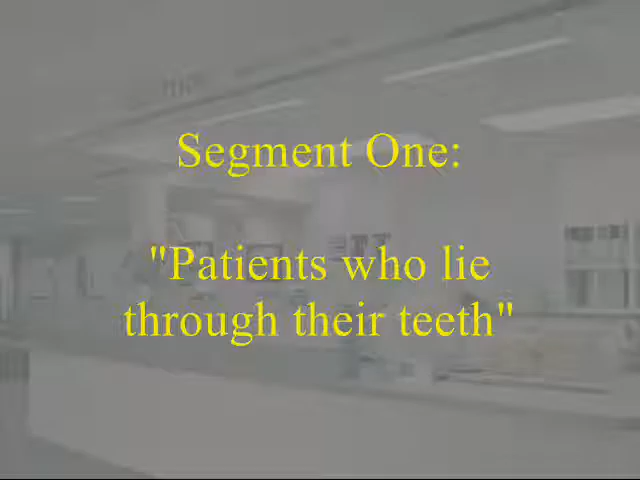 Segment One:
"Patients who lie
through their teeth"